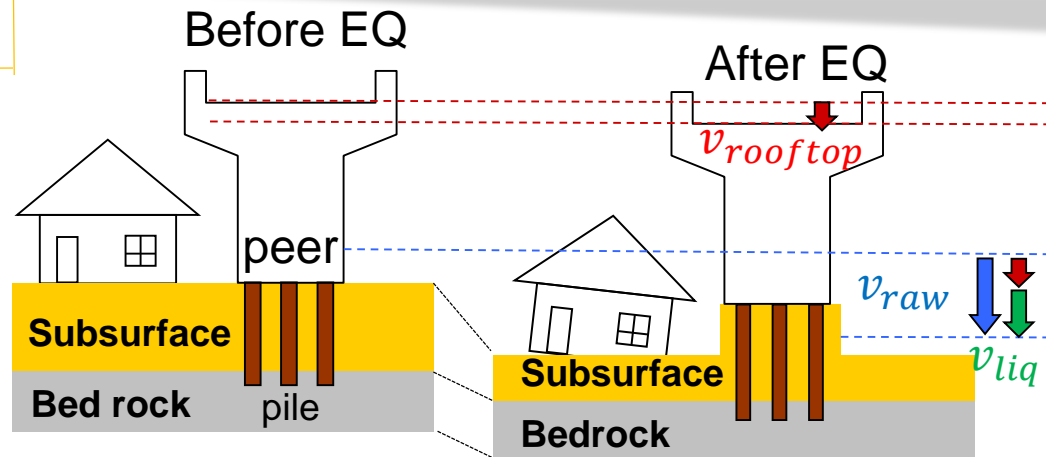 Before EQ
After EQ
v_rooftop
peer
v_raw
v_liq
Subsurface
Bed rock
pile
Subsurface
Bedrock